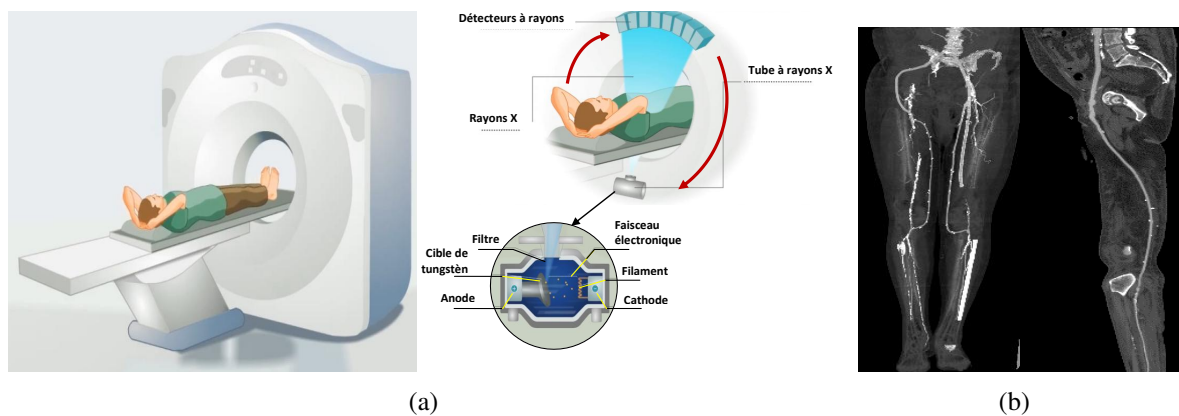 Détecteurs à rayons
Tube à rayons X
Rayons X
Filtre
Faisceau
électronique
Cible de
tungstèn
Filament
Anode
Cathode
(a)
(b)